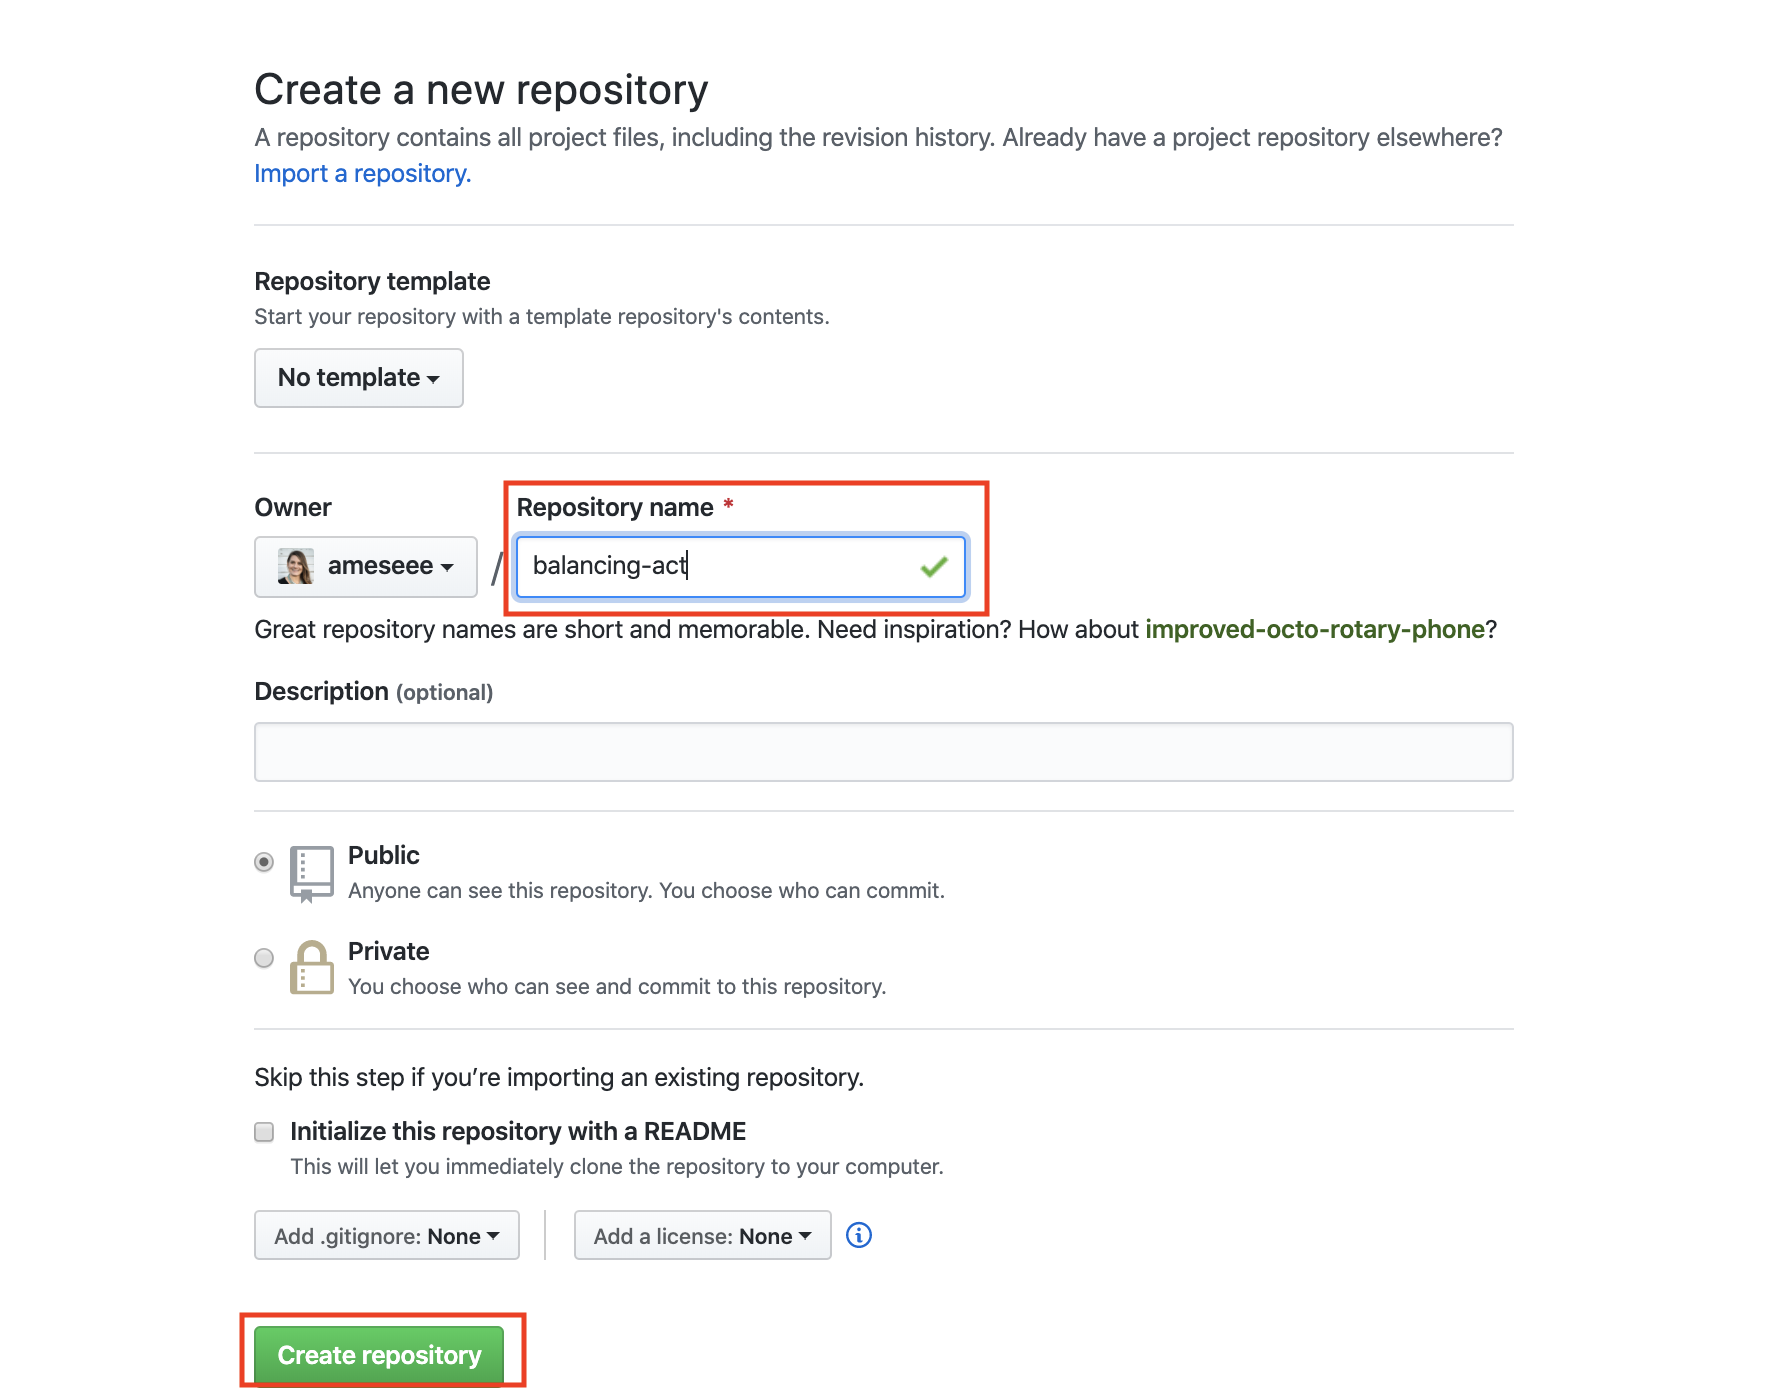 Create a new repository
A repository contains all project files, including the revision history. Already have a project repository elsewhere?
Import a repository.
Repository template
Start your repository with a template repository's contents.
No template
Owner
Repository name *
ameseee
/
balancing-act
Great repository names are short and memorable. Need inspiration? How about improved-octo-rotary-phone?
Description (optional)
Public
Anyone can see this repository. You choose who can commit.
Private
You choose who can see and commit to this repository.
Skip this step if you’re importing an existing repository.
Initialize this repository with a README
This will let you immediately clone the repository to your computer.
Add .gitignore: None
Add a license: None
Create repository